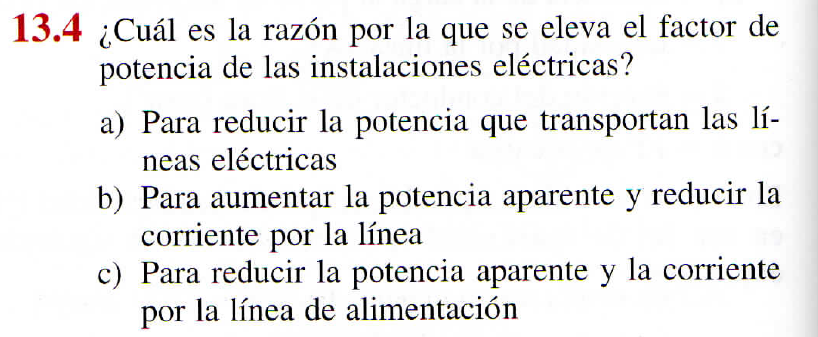 13.4 ¿Cuál es la razón por la que se eleva el factor de
potencia de las instalaciones eléctricas?
a) Para reducir la potencia que transportan las lí-
neas eléctricas
b) Para aumentar la potencia aparente y reducir la
corriente por la línea
c) Para reducir la potencia aparente y la corriente
por la línea de alimentación